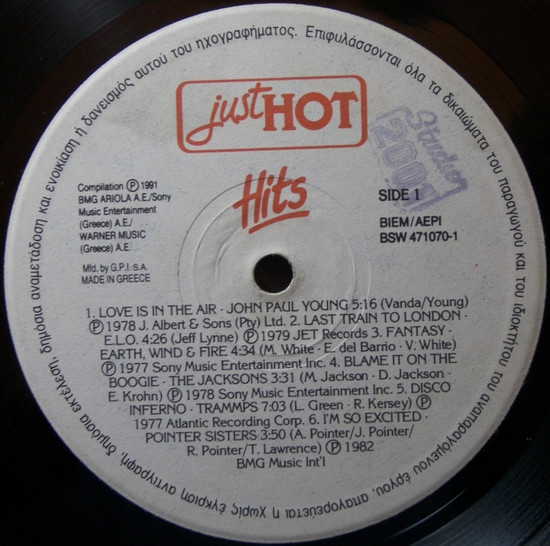 just HOT
Hits
Studio
200
Compilation ℗ 1991
BMG ARIOLA A.E./Sony
Music Entertainment
(Greece) A.E./
WARNER MUSIC
(Greece) A.E.
Mfd. by G.P.I. S.A.
MADE IN GREECE
SIDE 1
BIEM/AEPI
BSW 471070-1
1. LOVE IS IN THE AIR - JOHN PAUL YOUNG 5:16 (Vanda/Young)
℗ 1978 J. Albert & Sons (Pty) Ltd. 2. LAST TRAIN TO LONDON -
E.L.O. 4:26 (Jeff Lynne) ℗ 1979 JET Records 3. FANTASY -
EARTH, WIND & FIRE 4:34 (M. White - E. del Barrio - V. White)
℗ 1977 Sony Music Entertainment Inc. 4. BLAME IT ON THE
BOOGIE - THE JACKSONS 3:31 (M. Jackson - D. Jackson -
E. Krohn) ℗ 1978 Sony Music Entertainment Inc. 5. DISCO
INFERNO - TRAMMPS 7:03 (L. Green - R. Kersey) ℗
1977 Atlantic Recording Corp. 6. I'M SO EXCITED -
POINTER SISTERS 3:50 (A. Pointer/J. Pointer/
R. Pointer/T. Lawrence) ℗ 1982
BMG Music Int'l
Επιφυλάσσονται όλα τα δικαιώματα του παραγωγού και του ιδιοκτήτου του αναπαραγόμενου έργου, απαγορεύεται η χωρίς έγκριση αντιγραφή, δημόσια εκτέλεση, δημόσια αναμετάδοση και ενοικίαση ή δανεισμός αυτού του ηχογραφήματος.